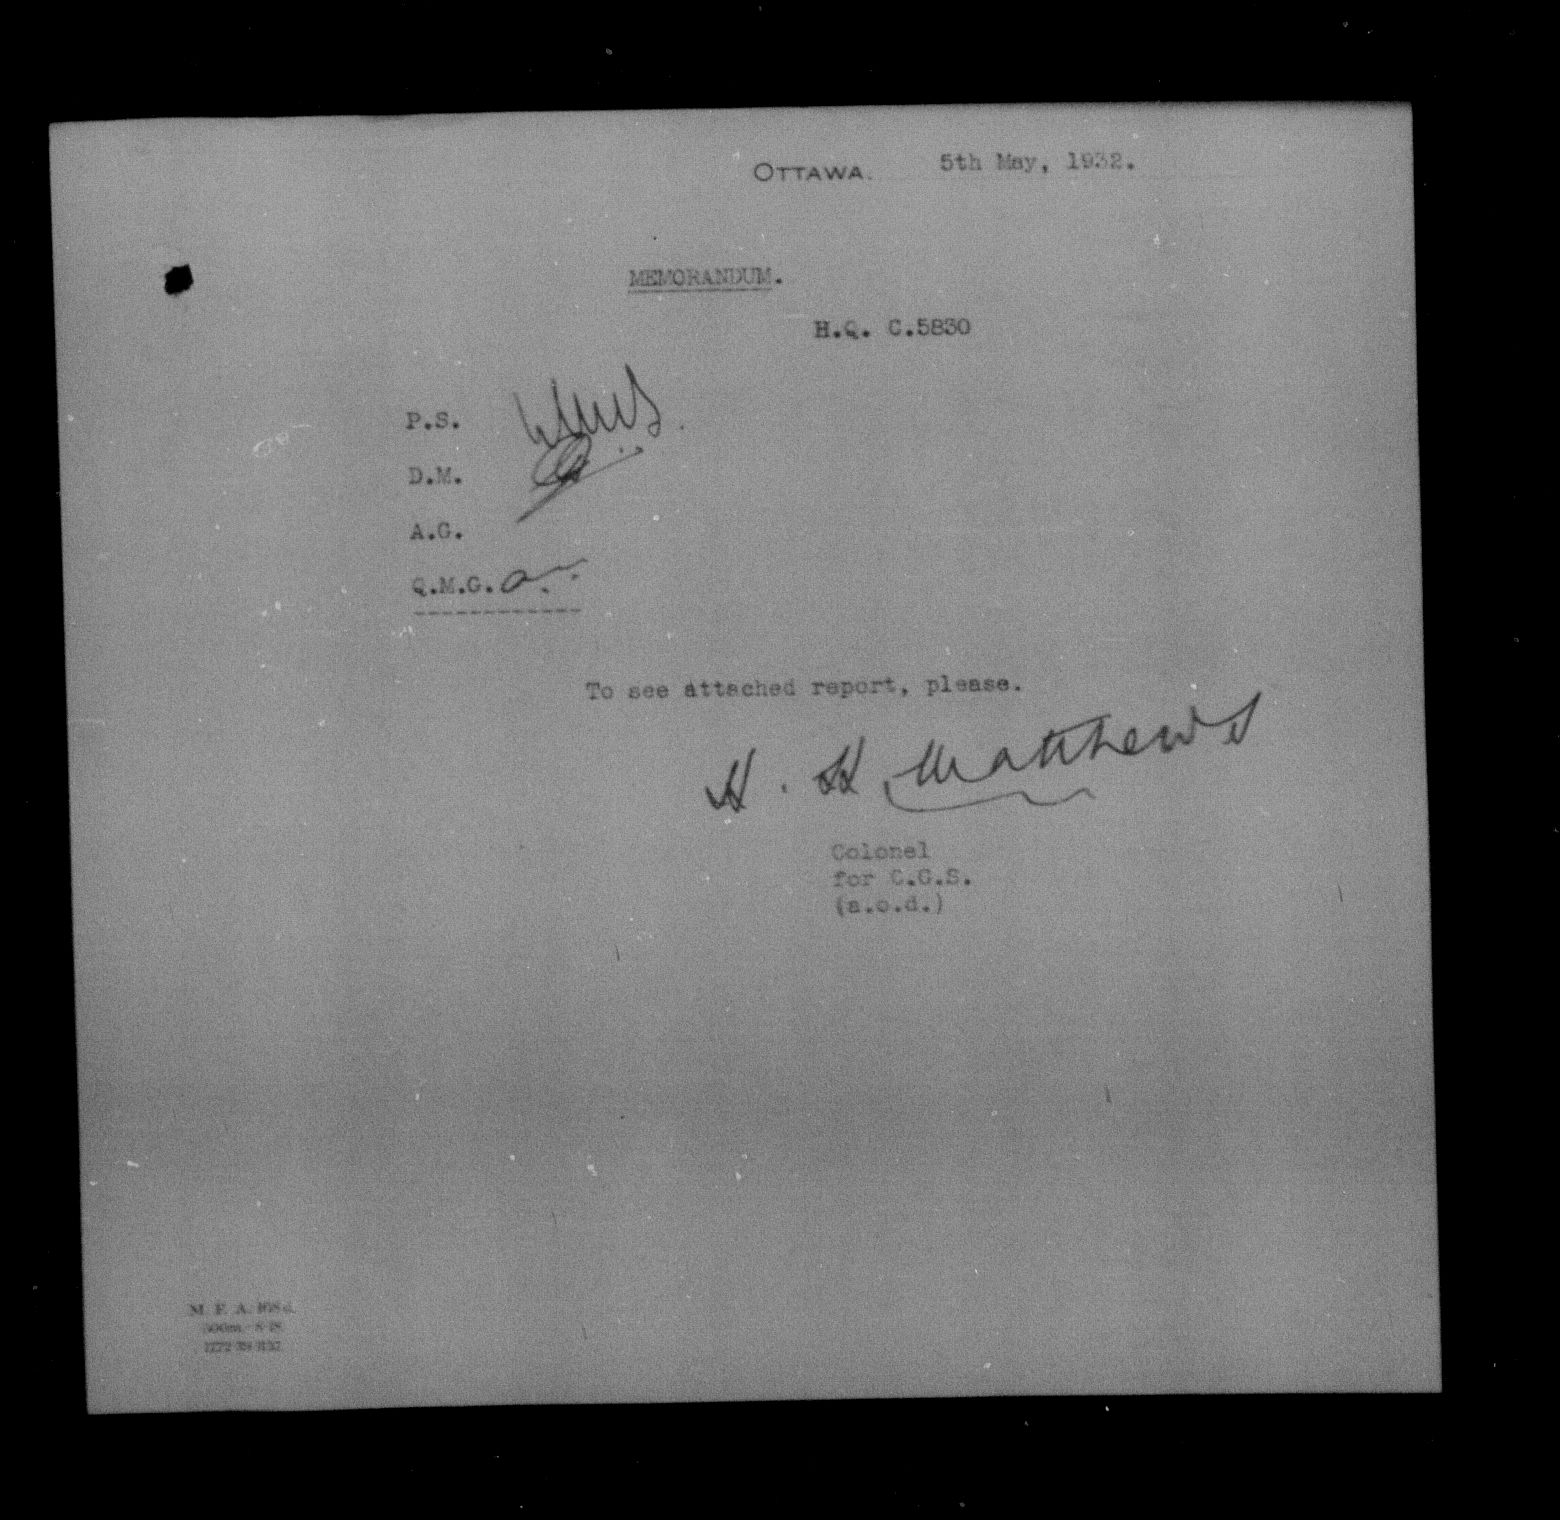 OTTAWA. 5th May, 1932.
MEMORANDUM.
H.Q. C.5830
P.S.
D.M.
A.G.
Q.M.G.
To see attached report, please.
H. H. Matthews
Colonel
for C.G.S.
(a.o.d.)
M. F. A.